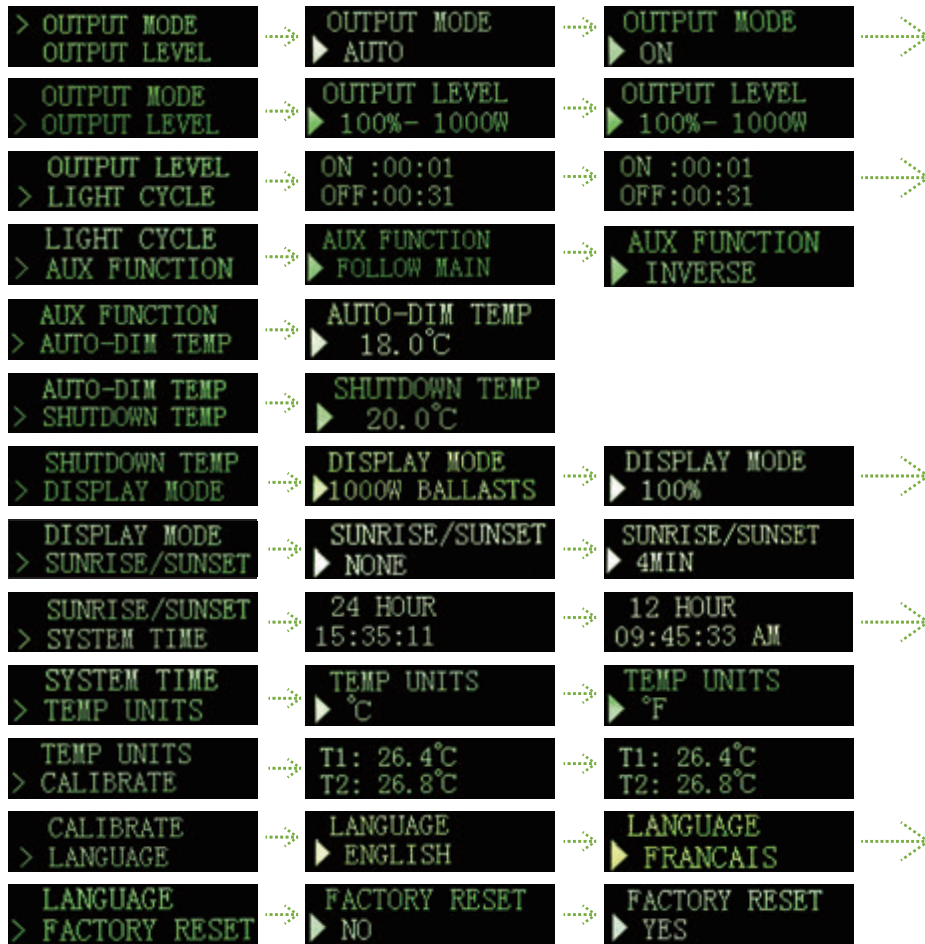 > OUTPUT MODE
OUTPUT LEVEL
OUTPUT MODE
AUTO
OUTPUT MODE
ON
OUTPUT MODE
> OUTPUT LEVEL
OUTPUT LEVEL
100%- 1000W
OUTPUT LEVEL
100%- 1000W
OUTPUT LEVEL
> LIGHT CYCLE
ON :00:01
OFF:00:31
ON :00:01
OFF:00:31
LIGHT CYCLE
> AUX FUNCTION
AUX FUNCTION
FOLLOW MAIN
AUX FUNCTION
INVERSE
AUX FUNCTION
> AUTO-DIM TEMP
AUTO-DIM TEMP
18.0℃
AUTO-DIM TEMP
> SHUTDOWN TEMP
SHUTDOWN TEMP
20.0℃
SHUTDOWN TEMP
> DISPLAY MODE
DISPLAY MODE
1000W BALLASTS
DISPLAY MODE
100%
DISPLAY MODE
> SUNRISE/SUNSET
SUNRISE/SUNSET
NONE
SUNRISE/SUNSET
4MIN
SUNRISE/SUNSET
> SYSTEM TIME
24 HOUR
15:35:11
12 HOUR
09:45:33 AM
SYSTEM TIME
> TEMP UNITS
TEMP UNITS
℃
TEMP UNITS
℉
TEMP UNITS
> CALIBRATE
T1: 26.4℃
T2: 26.8℃
T1: 26.4℃
T2: 26.8℃
CALIBRATE
> LANGUAGE
LANGUAGE
ENGLISH
LANGUAGE
FRANCAIS
LANGUAGE
> FACTORY RESET
FACTORY RESET
NO
FACTORY RESET
YES